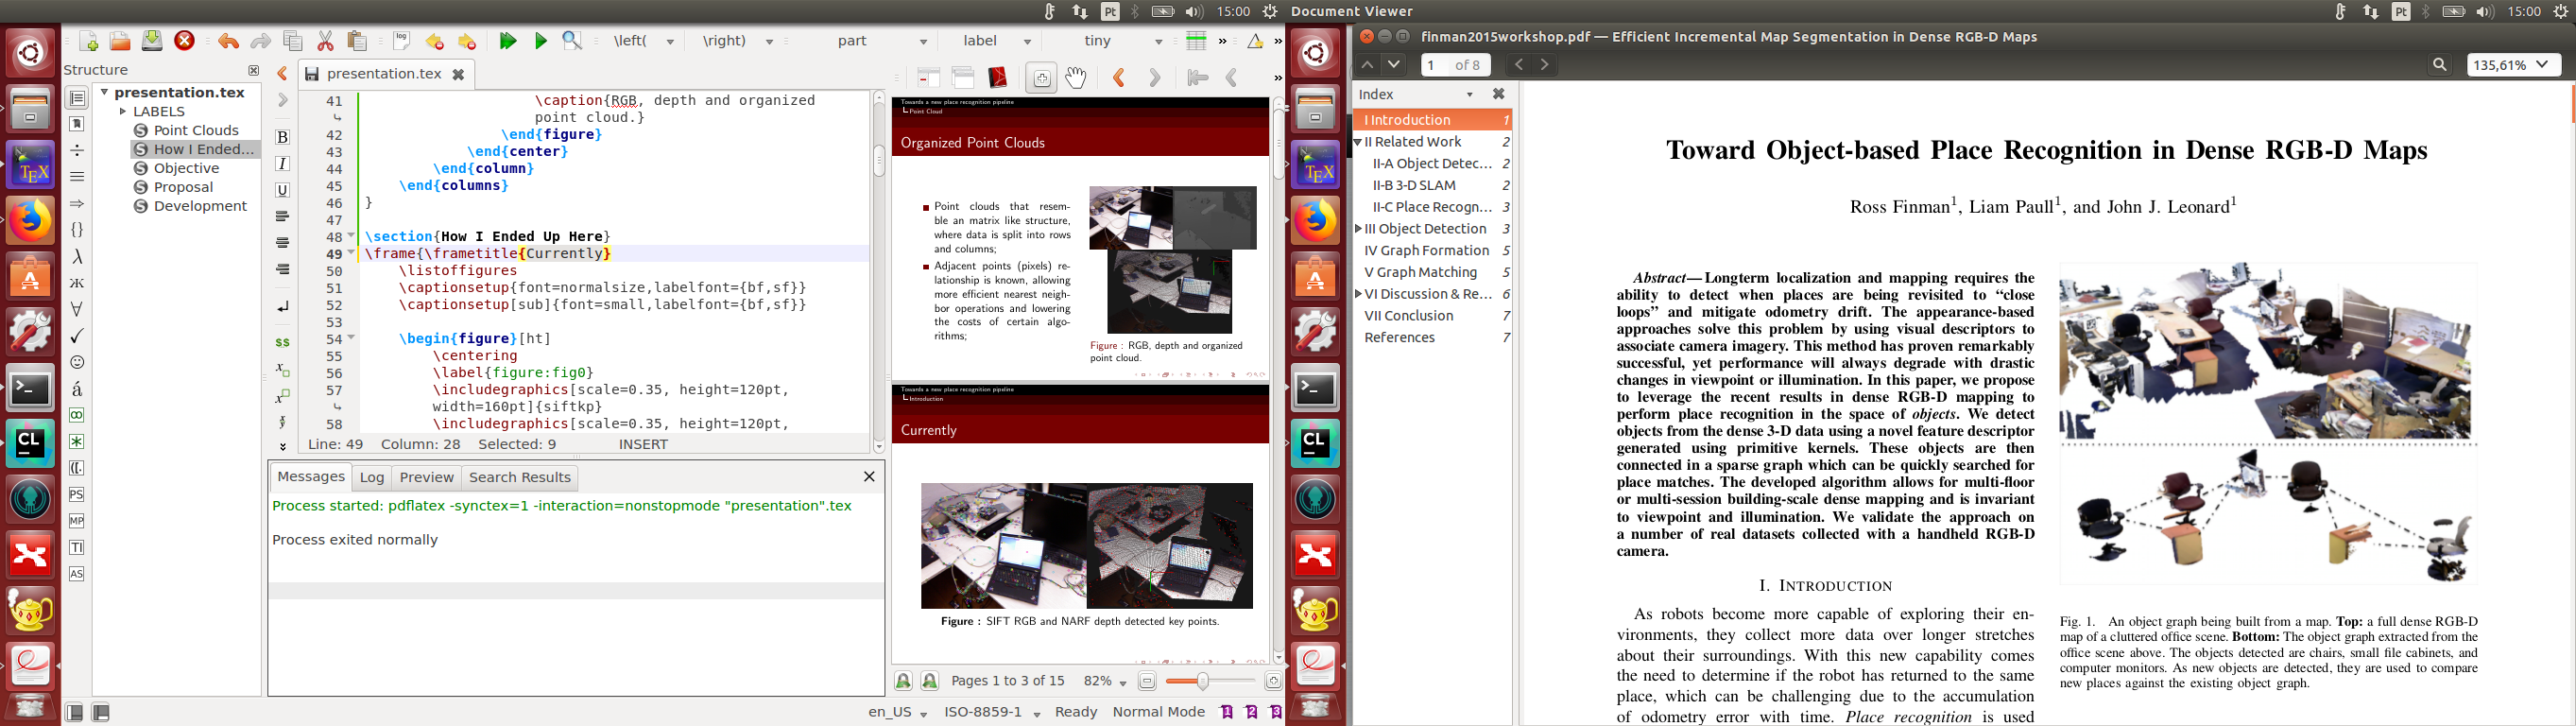 Pt
15:00
Document Viewer
Pt
15:00
finman2015workshop.pdf — Efficient Incremental Map Segmentation in Dense RGB-D Maps
log
\left(
\right)
part
label
tiny
1 of 8
135,61%
Structure
presentation.tex
LABELS
Point Clouds
How I Ended...
Objective
Proposal
Development
presentation.tex
41 \caption{RGB, depth and organized
point cloud.}
42 \end{figure}
43 \end{center}
44 \end{column}
45 \end{columns}
46 }
47
48 \section{How I Ended Up Here}
49 \frame{\frametitle{Currently}
50 \listoffigures
51 \captionsetup{font=normalsize,labelfont={bf,sf}}
52 \captionsetup[sub]{font=small,labelfont={bf,sf}}
53
54 \begin{figure}[ht]
55 \centering
56 \label{figure:fig0}
57 \includegraphics[scale=0.35, height=120pt,
width=160pt]{siftkp}
58 \includegraphics[scale=0.35, height=120pt,
Line: 49 Column: 28 Selected: 9 INSERT
Messages Log Preview Search Results
Process started: pdflatex -synctex=1 -interaction=nonstopmode "presentation".tex
Process exited normally
Towards a new place recognition pipeline
Point Cloud
Organized Point Clouds
Point clouds that resem-
ble an matrix like structure,
where data is split into rows
and columns;
Adjacent points (pixels) re-
lationship is known, allowing
more efficient nearest neigh-
bor operations and lowering
the costs of certain algo-
rithms;
Figure : RGB, depth and organized
point cloud.
Towards a new place recognition pipeline
Introduction
Currently
Figure : SIFT RGB and NARF depth detected key points.
Pages 1 to 3 of 15 82%
en_US ISO-8859-1 Ready Normal Mode 1 2 3
Index
I Introduction 1
II Related Work 2
II-A Object Detec... 2
II-B 3-D SLAM 2
II-C Place Recogn... 3
III Object Detection 3
IV Graph Formation 5
V Graph Matching 5
VI Discussion & Re... 6
VII Conclusion 7
References 7
Toward Object-based Place Recognition in Dense RGB-D Maps
Ross Finman1, Liam Paull1, and John J. Leonard1
Abstract— Longterm localization and mapping requires the
ability to detect when places are being revisited to “close
loops” and mitigate odometry drift. The appearance-based
approaches solve this problem by using visual descriptors to
associate camera imagery. This method has proven remarkably
successful, yet performance will always degrade with drastic
changes in viewpoint or illumination. In this paper, we propose
to leverage the recent results in dense RGB-D mapping to
perform place recognition in the space of objects. We detect
objects from the dense 3-D data using a novel feature descriptor
generated using primitive kernels. These objects are then
connected in a sparse graph which can be quickly searched for
place matches. The developed algorithm allows for multi-floor
or multi-session building-scale dense mapping and is invariant
to viewpoint and illumination. We validate the approach on
a number of real datasets collected with a handheld RGB-D
camera.
I. INTRODUCTION
As robots become more capable of exploring their en-
vironments, they collect more data over longer stretches
about their surroundings. With this new capability comes
the need to determine if the robot has returned to the same
place, which can be challenging due to the accumulation
of odometry error with time. Place recognition is used
Fig. 1. An object graph being built from a map. Top: a full dense RGB-D
map of a cluttered office scene. Bottom: The object graph extracted from the
office scene above. The objects detected are chairs, small file cabinets, and
computer monitors. As new objects are detected, they are used to compare
new places against the existing object graph.